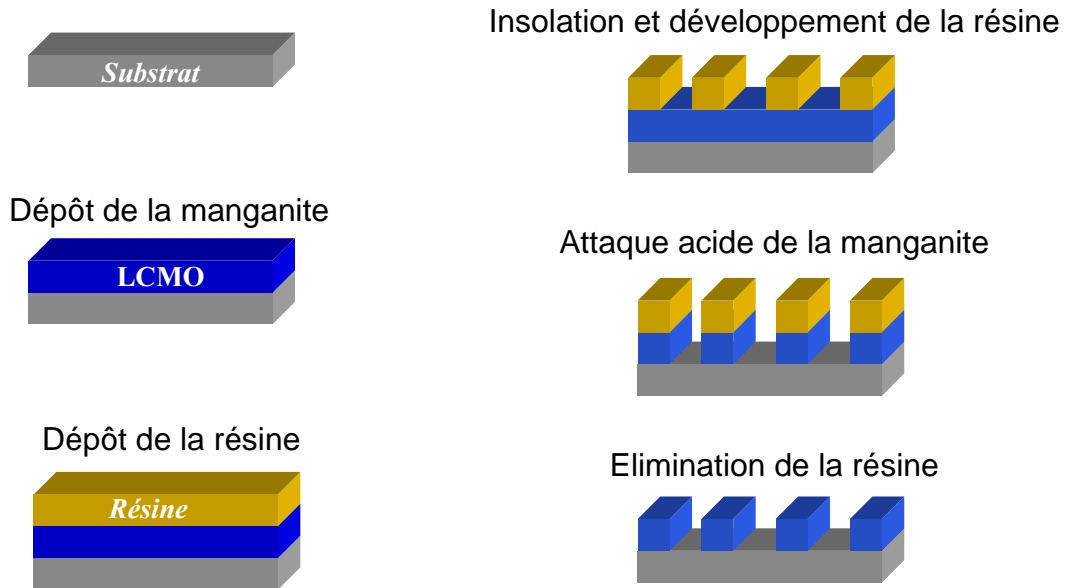 Substrat
Dépôt de la manganite
LCMO
Dépôt de la résine
Résine
Insolation et développement de la résine
Attaque acide de la manganite
Elimination de la résine